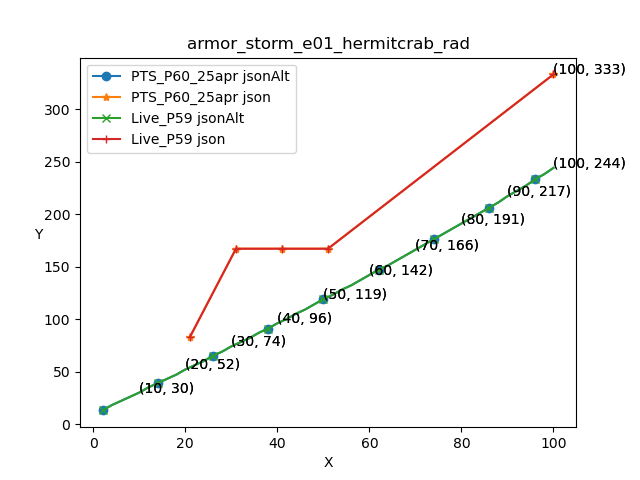 armor_storm_e01_hermitcrab_rad
PTS_P60_25apr jsonAlt
PTS_P60_25apr json
Live_P59 jsonAlt
Live_P59 json
(100, 333)
(100, 244)
(90, 217)
(80, 191)
(70, 166)
(60, 142)
(50, 119)
(40, 96)
(30, 74)
(20, 52)
(10, 30)
300
250
200
150
100
50
0
Y
0 20 40 60 80 100
X